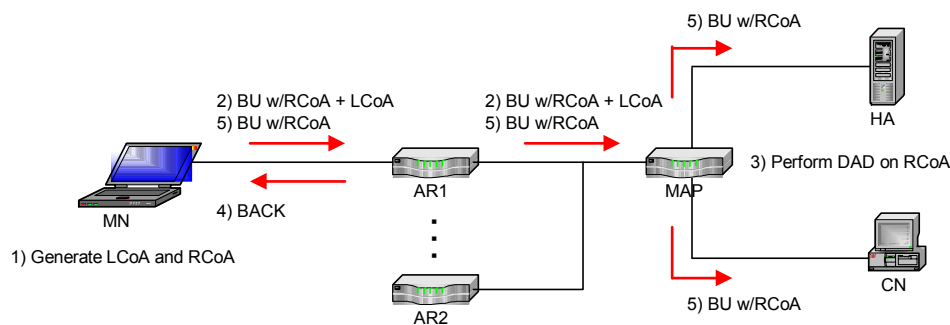 5) BU w/RCoA
2) BU w/RCoA + LCoA
5) BU w/RCoA
2) BU w/RCoA + LCoA
5) BU w/RCoA
HA
3) Perform DAD on RCoA
AR1
MAP
4) BACK
MN
1) Generate LCoA and RCoA
CN
5) BU w/RCoA
AR2